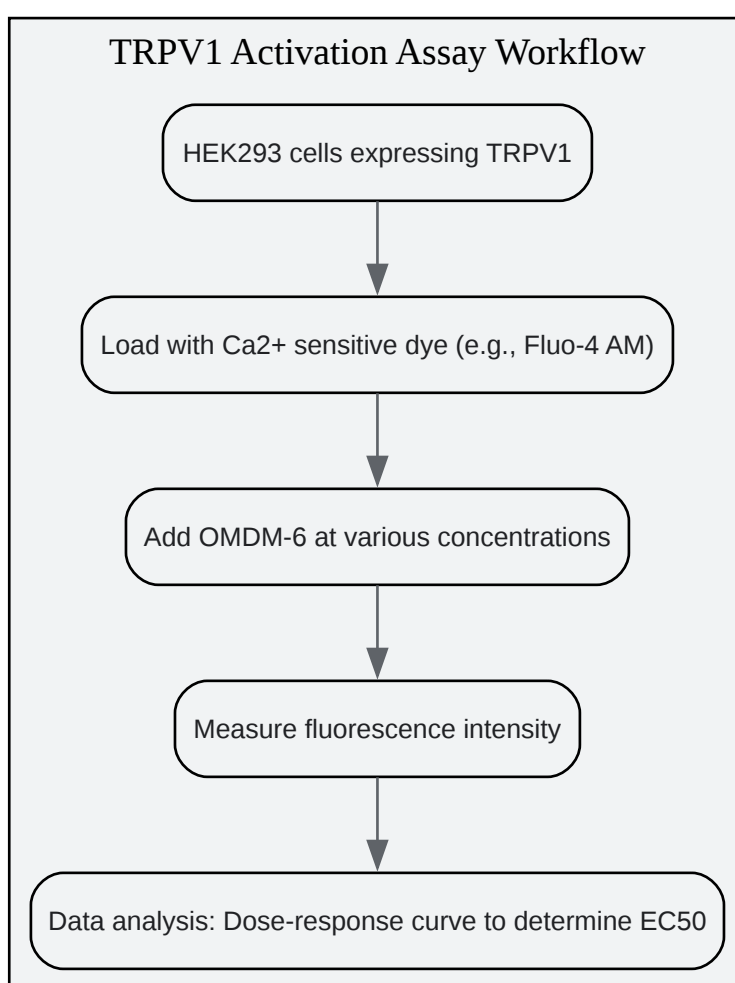 TRPV1 Activation Assay Workflow
HEK293 cells expressing TRPV1
Load with Ca2+ sensitive dye (e.g., Fluo-4 AM)
Add OMDM-6 at various concentrations
Measure fluorescence intensity
Data analysis: Dose-response curve to determine EC50